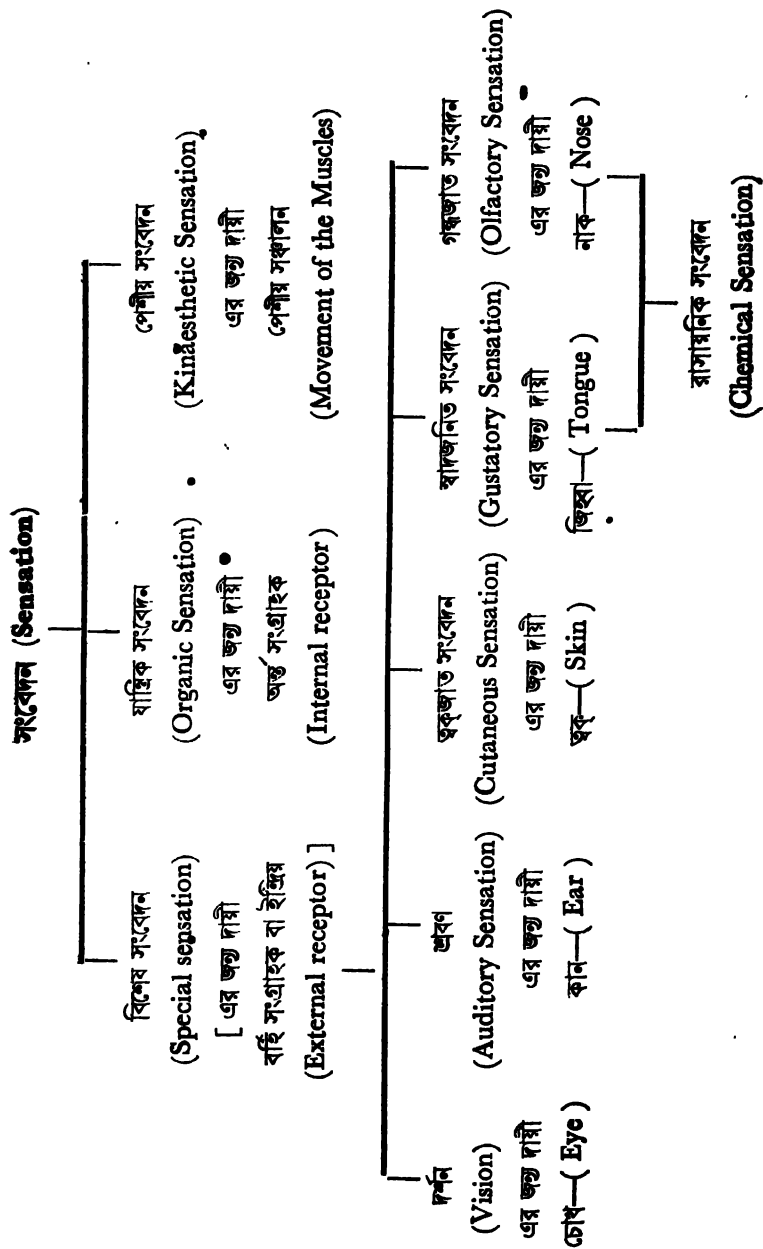 সংবেদন (Sensation)
বিশেষ সংবেদন
(Special sensation)
[ এর জন্য দায়ী
বর্হি সংগ্রাহক বা ইন্দ্রিয়
(External receptor) ]
যান্ত্রিক সংবেদন
(Organic Sensation)
এর জন্য দায়ী
অর্ন্ত সংগ্রাহক
(Internal receptor)
পেশীয় সংবেদন
(Kinaesthetic Sensation)
এর জন্য দায়ী
পেশীয় সঞ্চালন
(Movement of the Muscles)
দর্শন
(Vision)
এর জন্য দায়ী
চোখ—( Eye )
শ্রবণ
(Auditory Sensation)
এর জন্য দায়ী
কান—( Ear )
ত্বক্‌জাত সংবেদন
(Cutaneous Sensation)
এর জন্য দায়ী
ত্বক্—( Skin )
স্বাদজনিত সংবেদন
(Gustatory Sensation)
এর জন্য দায়ী
জিহ্বা—( Tongue )
গন্ধজাত সংবেদন
(Olfactory Sensation)
এর জন্য দায়ী
নাক—( Nose )
রাসায়নিক সংবেদন
(Chemical Sensation)